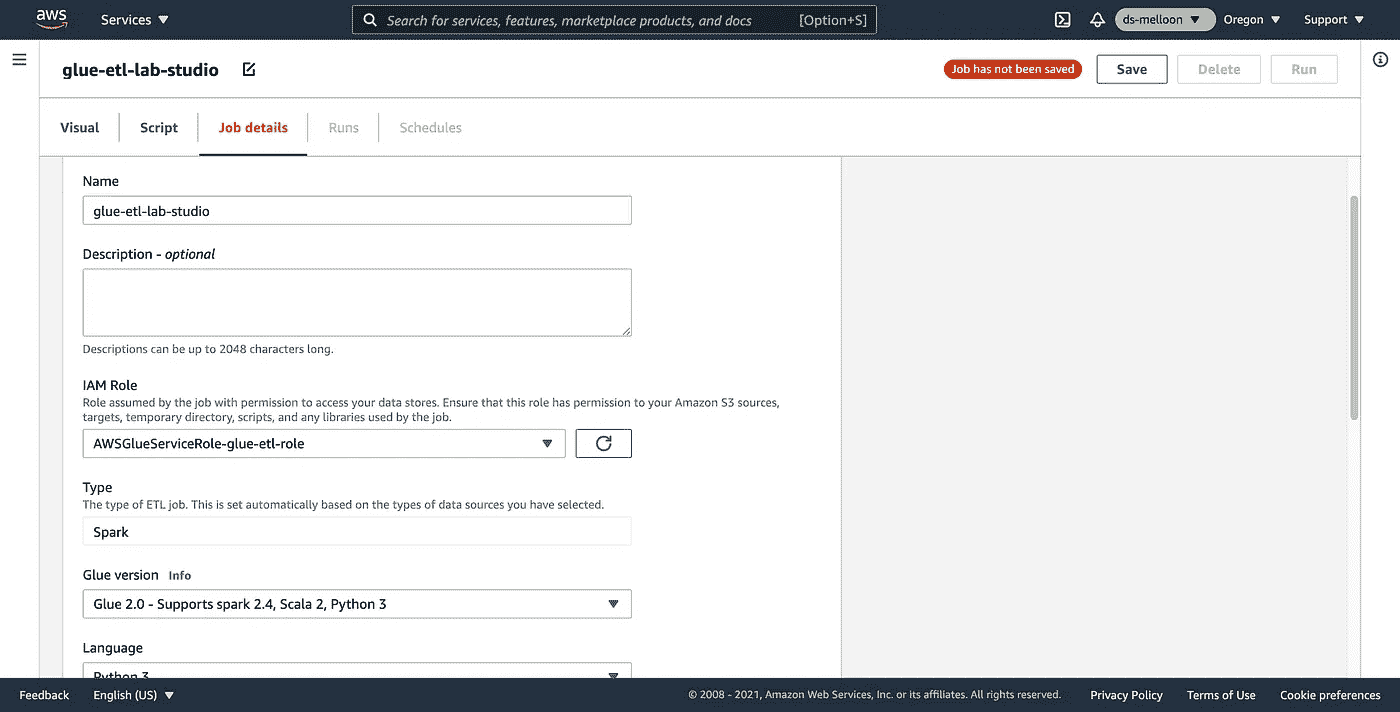 aws
Services
Search for services, features, marketplace products, and docs [Option+S]
ds-melloon
Oregon
Support
glue-etl-lab-studio
Job has not been saved
Save
Delete
Run
Visual
Script
Job details
Runs
Schedules
Name
glue-etl-lab-studio
Description - optional
Descriptions can be up to 2048 characters long.
IAM Role
Role assumed by the job with permission to access your data stores. Ensure that this role has permission to your Amazon S3 sources,
targets, temporary directory, scripts, and any libraries used by the job.
AWSGlueServiceRole-glue-etl-role
Type
The type of ETL job. This is set automatically based on the types of data sources you have selected.
Spark
Glue version Info
Glue 2.0 - Supports spark 2.4, Scala 2, Python 3
Language
Python 3
Feedback
English (US)
© 2008 - 2021, Amazon Web Services, Inc. or its affiliates. All rights reserved.
Privacy Policy
Terms of Use
Cookie preferences